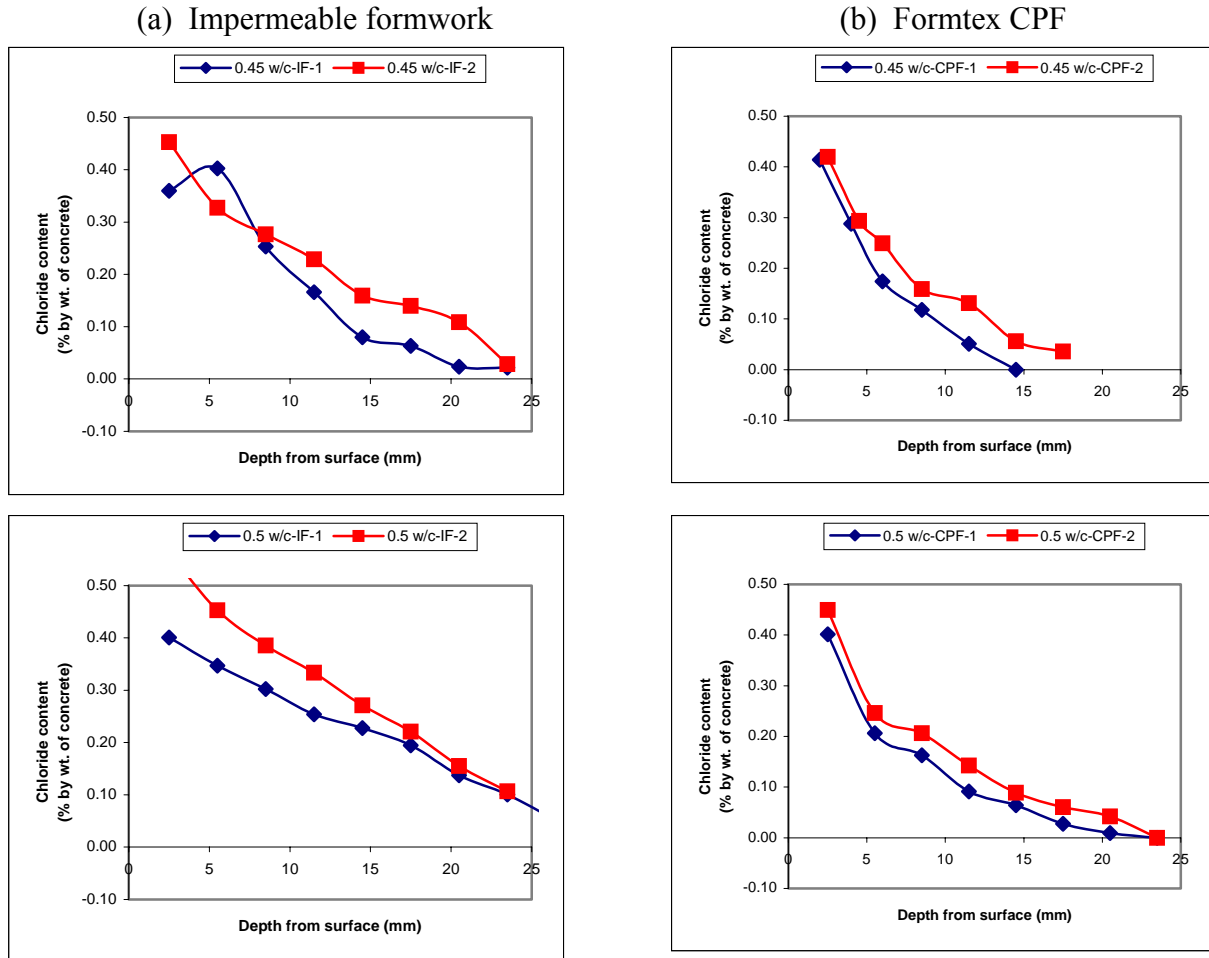 (a) Impermeable formwork
(b) Formtex CPF
0.45 w/c-IF-1 0.45 w/c-IF-2
0.50
0.40
0.30
0.20
0.10
0.00
-0.10
0 5 10 15 20 25
Chloride content
(% by wt. of concrete)
Depth from surface (mm)
0.45 w/c-CPF-1 0.45 w/c-CPF-2
0.50
0.40
0.30
0.20
0.10
0.00
-0.10
0 5 10 15 20 25
Chloride content
(% by wt. of concrete)
Depth from surface (mm)
0.5 w/c-IF-1 0.5 w/c-IF-2
0.50
0.40
0.30
0.20
0.10
0.00
-0.10
0 5 10 15 20 25
Chloride content
(% by wt. of concrete)
Depth from surface (mm)
0.5 w/c-CPF-1 0.5 w/c-CPF-2
0.50
0.40
0.30
0.20
0.10
0.00
-0.10
0 5 10 15 20 25
Chloride content
(% by wt. of concrete)
Depth from surface (mm)